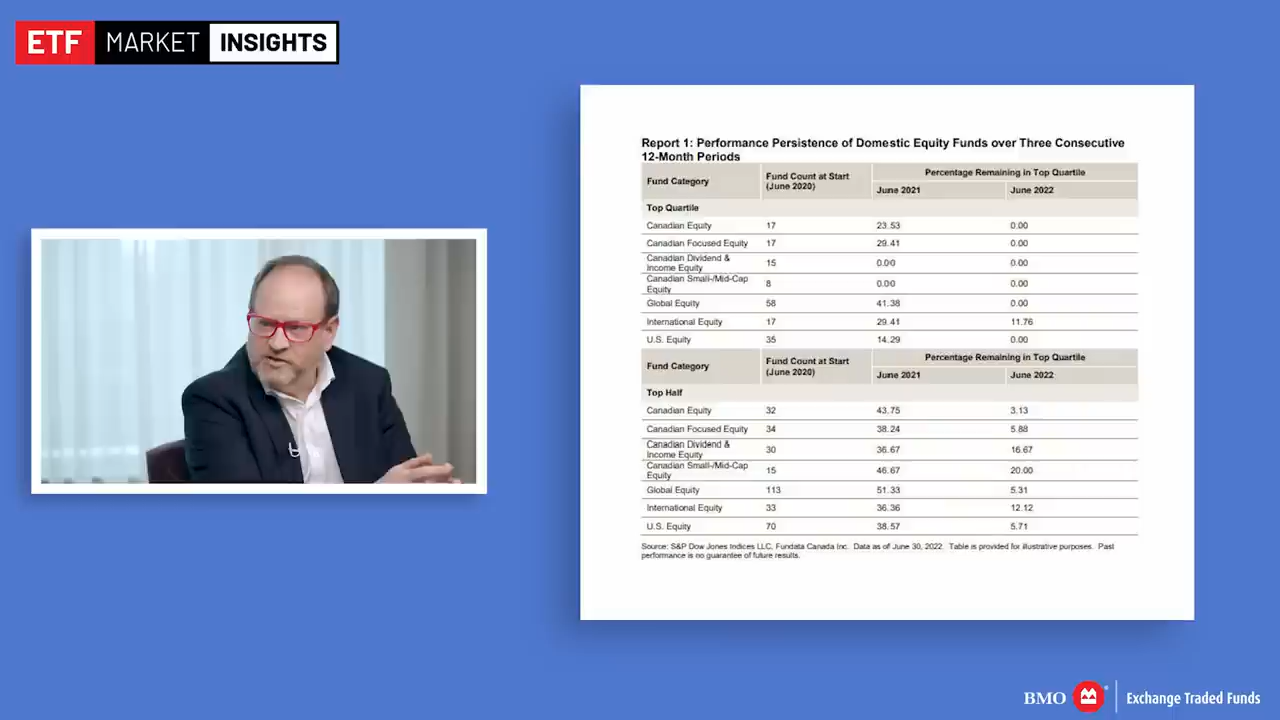 ETF MARKET INSIGHTS
Report 1: Performance Persistence of Domestic Equity Funds over Three Consecutive
12-Month Periods
Fund Category Fund Count at Start (June 2020) Percentage Remaining in Top Quartile
June 2021 June 2022
Top Quartile
Canadian Equity 17 23.53 0.00
Canadian Focused Equity 17 29.41 0.00
Canadian Dividend & Income Equity 15 0.00 0.00
Canadian Small-/Mid-Cap Equity 8 0.00 0.00
Global Equity 58 41.38 0.00
International Equity 17 29.41 11.76
U.S. Equity 35 14.29 0.00
Fund Category Fund Count at Start (June 2020) Percentage Remaining in Top Quartile
June 2021 June 2022
Top Half
Canadian Equity 32 43.75 3.13
Canadian Focused Equity 34 38.24 5.88
Canadian Dividend & Income Equity 30 36.67 16.67
Canadian Small-/Mid-Cap Equity 15 46.67 20.00
Global Equity 113 51.33 5.31
International Equity 33 36.36 12.12
U.S. Equity 70 38.57 5.71
Source: S&P Dow Jones Indices LLC, Fundata Canada Inc. Data as of June 30, 2022. Table is provided for illustrative purposes. Past
performance is no guarantee of future results.
BMO Exchange Traded Funds